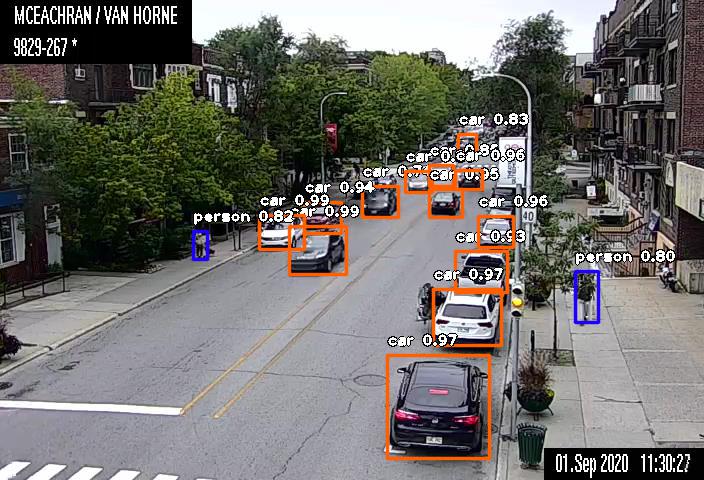 MCEACHRAN / VAN HORNE
9829-267 *
car 0.83
car 0.96
car 0.94
car 0.99
car 0.99
car 0.96
person 0.82
car 0.93
person 0.80
car 0.97
car 0.97
40
01.Sep 2020 11:30:27